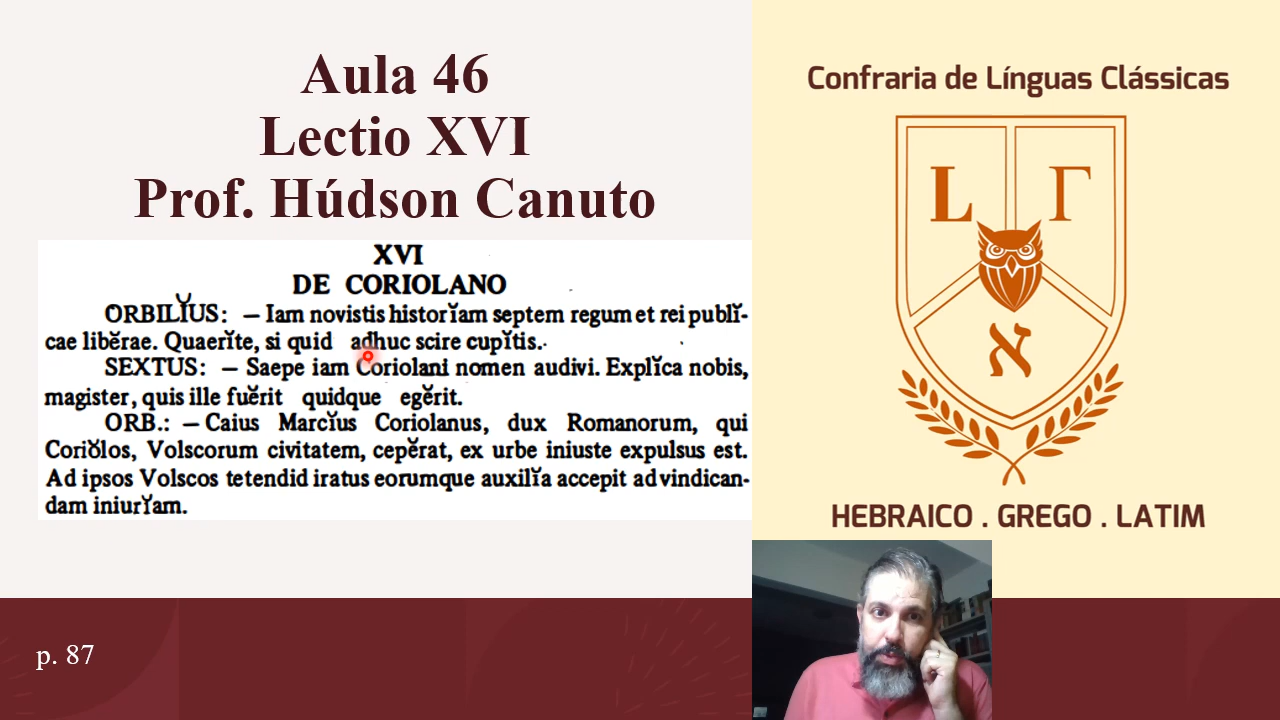 Aula 46
Lectio XVI
Prof. Húdson Canuto
XVI
DE CORIOLANO
ORBILĬUS: – Iam novistis historĭam septem regum et rei publĭ-
cae libĕrae. Quaerĭte, si quid adhuc scire cupĭtis.
SEXTUS: – Saepe iam Coriolani nomen audivi. Explĭca nobis,
magister, quis ille fuĕrit quidque egĕrit.
ORB.: – Caius Marcĭus Coriolanus, dux Romanorum, qui
Coriŏlos, Volscorum civitatem, cepĕrat, ex urbe iniuste expulsus est.
Ad ipsos Volscos tetendid iratus eorumque auxilĭa accepit ad vindican-
dam iniurĭam.
p. 87
Confraria de Línguas Clássicas
L Γ
א
HEBRAICO . GREGO . LATIM